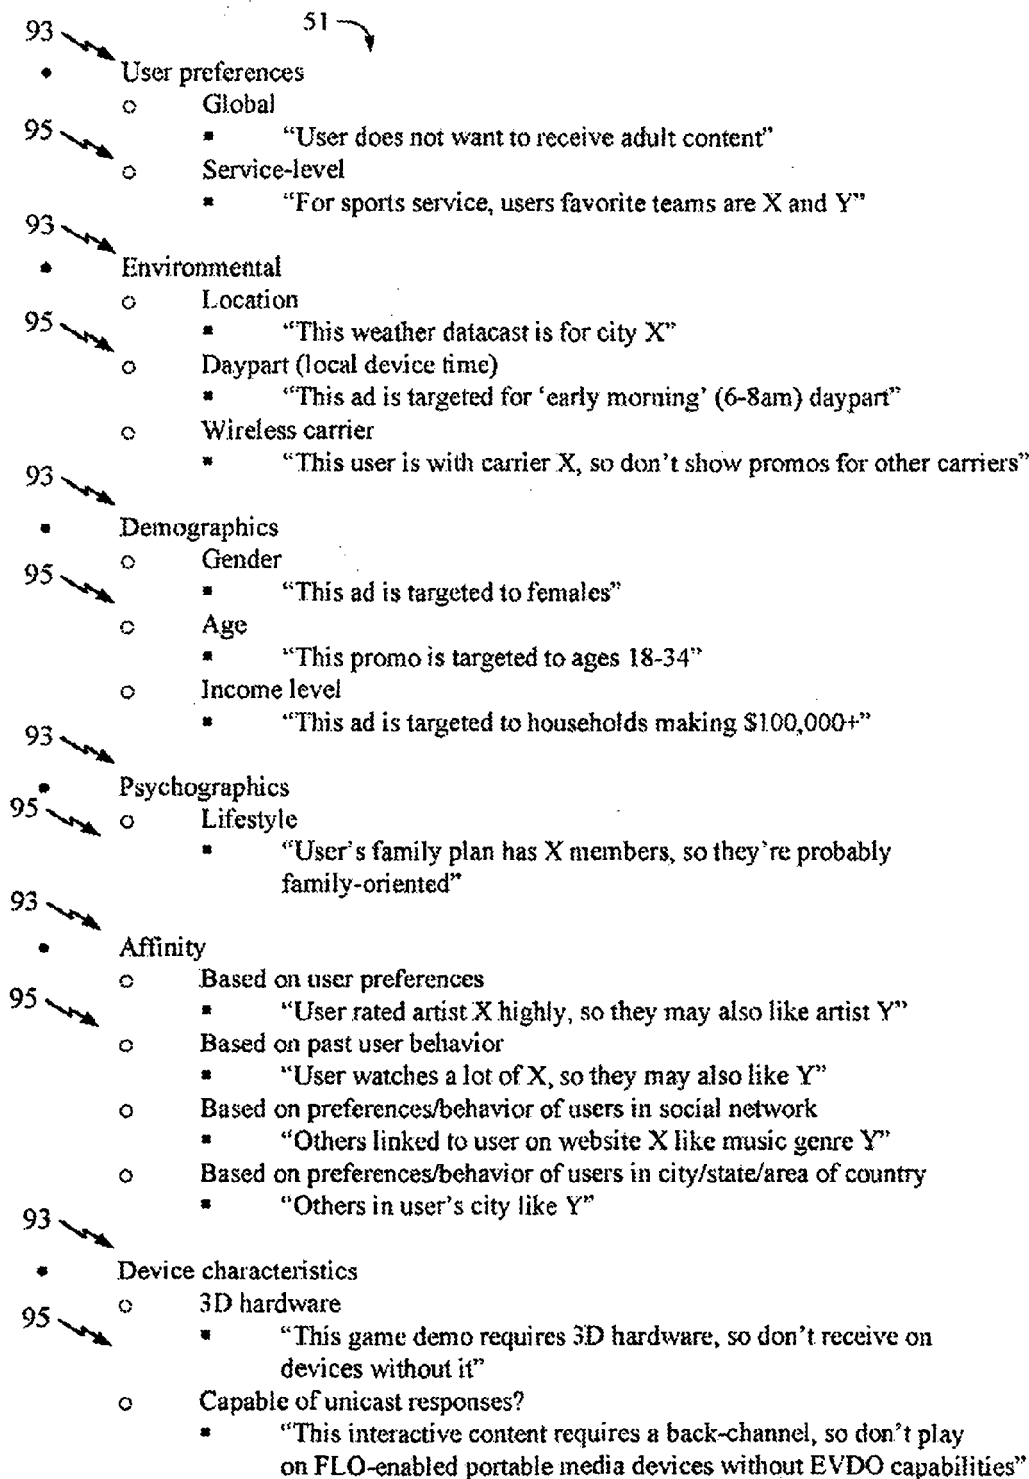 51
93
• User preferences
○ Global
95
▪ “User does not want to receive adult content”
○ Service-level
▪ “For sports service, users favorite teams are X and Y”
93
• Environmental
○ Location
95
▪ “This weather datacast is for city X”
○ Daypart (local device time)
▪ “This ad is targeted for ‘early morning’ (6-8am) daypart”
○ Wireless carrier
▪ “This user is with carrier X, so don’t show promos for other carriers”
93
• Demographics
○ Gender
95
▪ “This ad is targeted to females”
○ Age
▪ “This promo is targeted to ages 18-34”
○ Income level
▪ “This ad is targeted to households making $100,000+”
93
• Psychographics
95
○ Lifestyle
▪ “User’s family plan has X members, so they’re probably
family-oriented”
93
• Affinity
○ Based on user preferences
95
▪ “User rated artist X highly, so they may also like artist Y”
○ Based on past user behavior
▪ “User watches a lot of X, so they may also like Y”
○ Based on preferences/behavior of users in social network
▪ “Others linked to user on website X like music genre Y”
○ Based on preferences/behavior of users in city/state/area of country
▪ “Others in user’s city like Y”
93
• Device characteristics
○ 3D hardware
95
▪ “This game demo requires 3D hardware, so don’t receive on
devices without it”
○ Capable of unicast responses?
▪ “This interactive content requires a back-channel, so don’t play
on FLO-enabled portable media devices without EVDO capabilities”